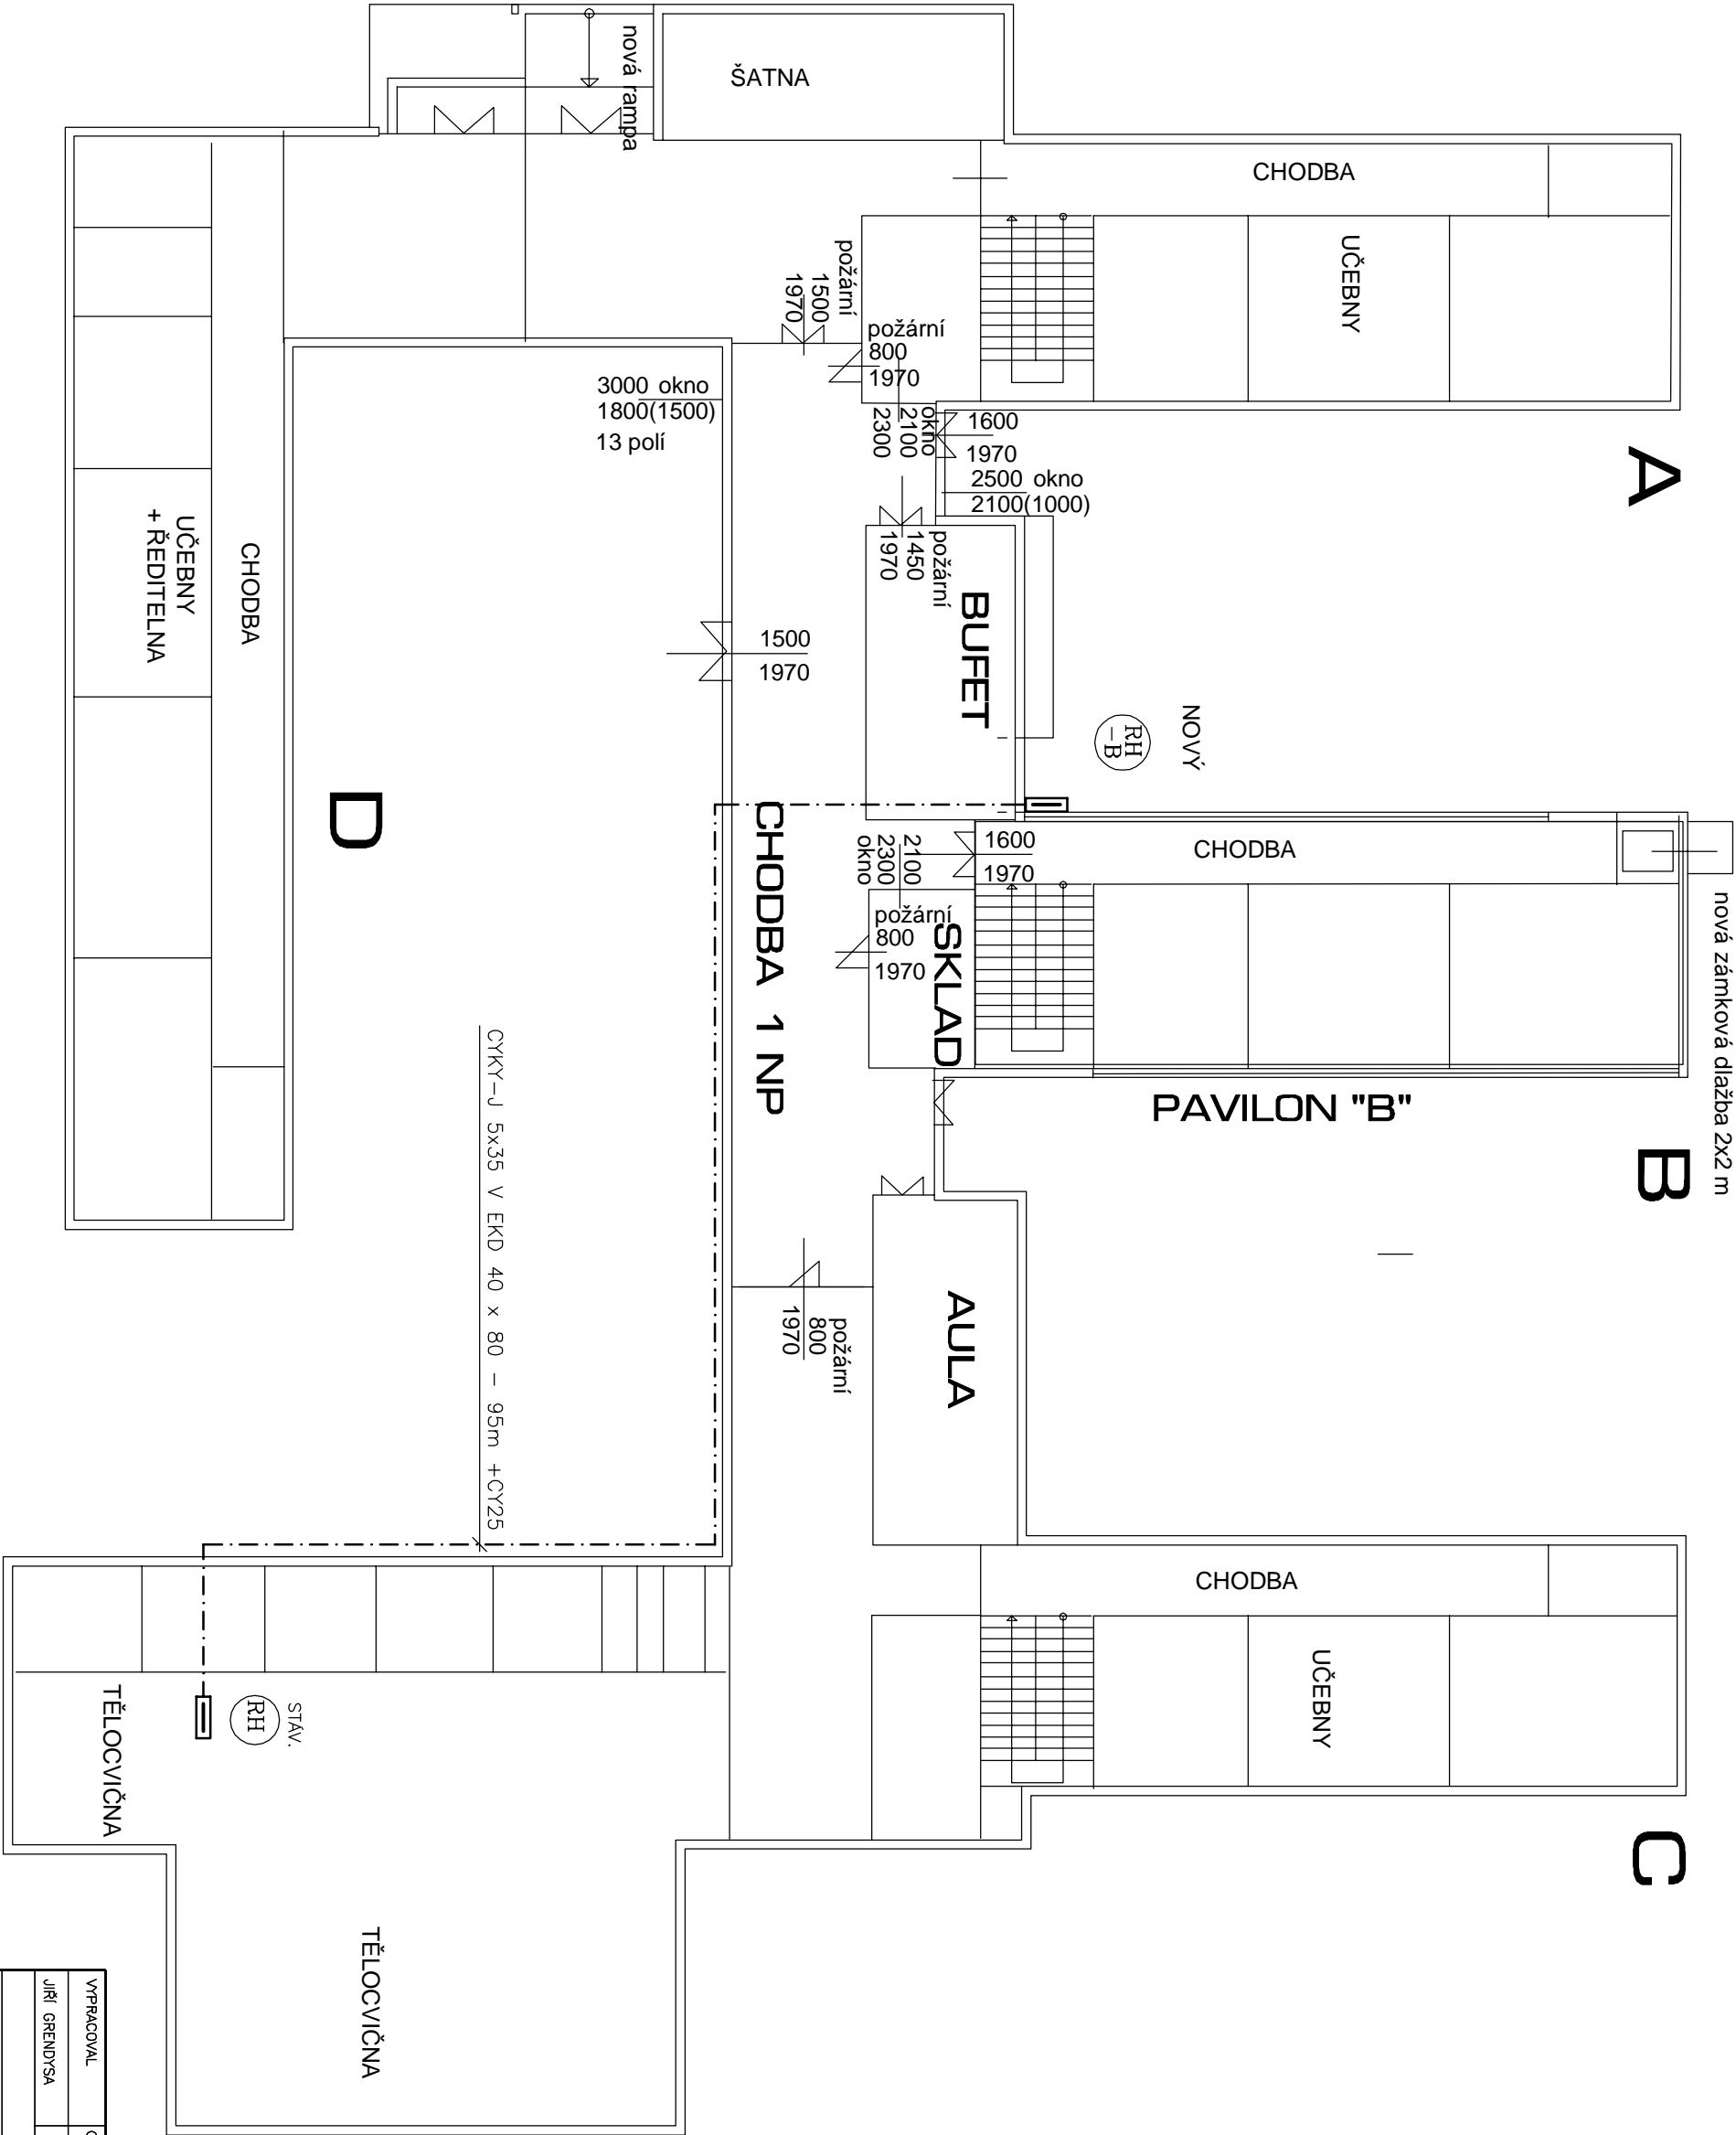 nová rampa
ŠATNA
CHODBA
UČEBNY
A
požární
1500
1970
požární
800
1970
okno
2100
2300
1600
1970
2500 okno
2100(1000)
3000 okno
1800(1500)
13 polí
požární
1450
1970
BUFET
UČEBNY
+ ŘEDITELNA
CHODBA
1500
1970
NOVÝ
RH
-B
D
CHODBA 1 NP
2100
2300
okno
1600
1970
CHODBA
požární
800
1970
SKLAD
nová zámková dlažba 2x2 m
PAVILON "B"
B
CYKY-J 5x35 V EKD 40 x 80 - 95m +CY25
požární
800
1970
AULA
CHODBA
UČEBNY
STÁV.
RH
TĚLOCVIČNA
C
TĚLOCVIČNA
VYPRACOVAL
JIŘÍ GRENDYSA